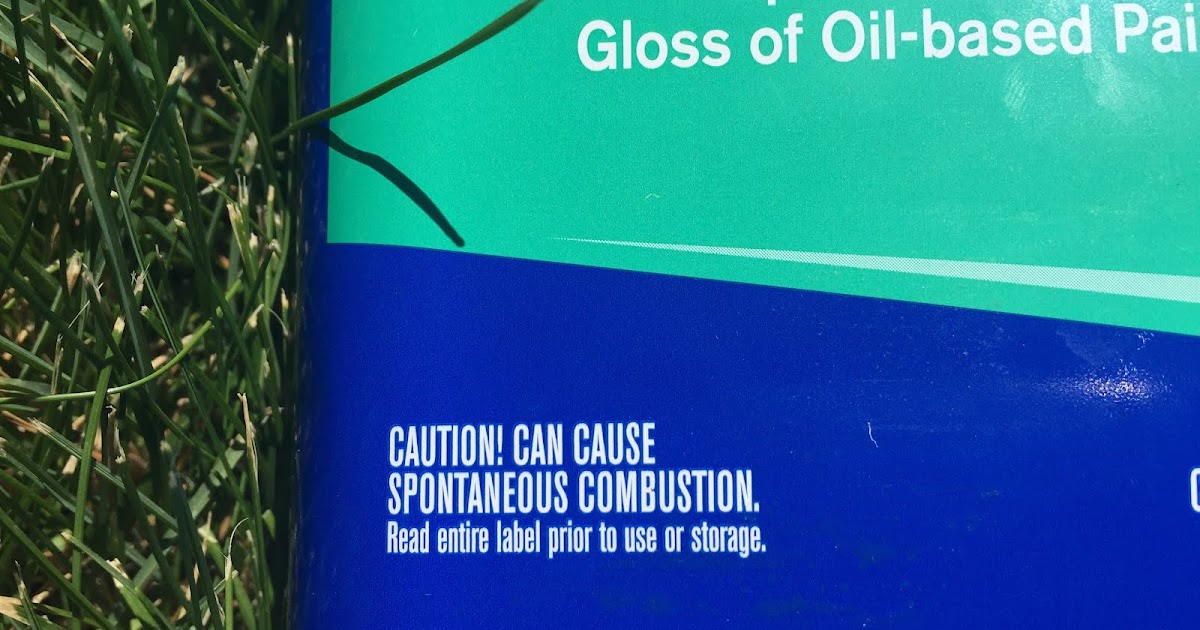 Gloss of Oil-based Pai
CAUTION! CAN CAUSE
SPONTANEOUS COMBUSTION.
Read entire label prior to use or storage.